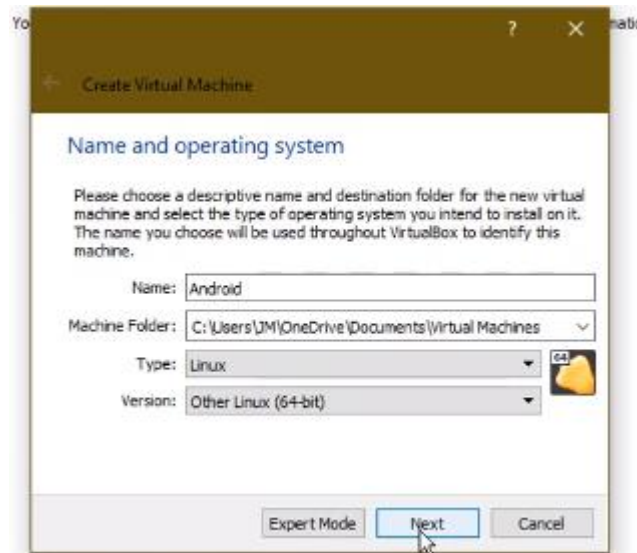 Yo
?
Create Virtual Machine
Name and operating system
Please choose a descriptive name and destination folder for the new virtual
machine and select the type of operating system you intend to install on it.
The name you choose will be used throughout VirtualBox to identify this
machine.
Name: Android
Machine Folder: C:\Users\JM\OneDrive\Documents\Virtual Machines
Type: Linux
64
Version: Other Linux (64-bit)
Expert Mode Next Cancel